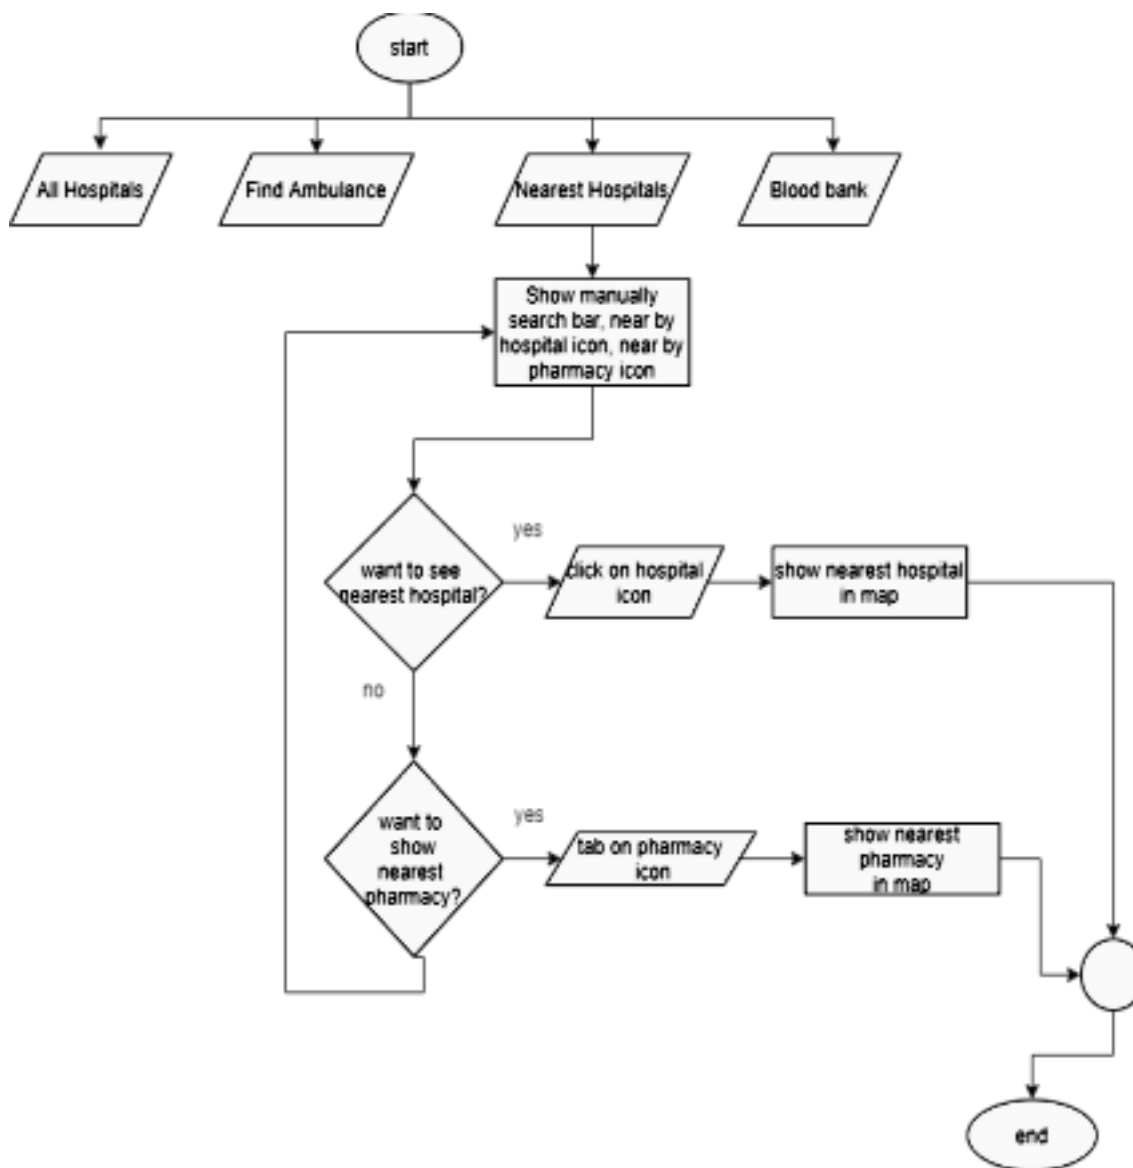 start
All Hospitals
Find Ambulance
Nearest Hospitals
Blood bank
Show manually
search bar, near by
hospital icon, near by
pharmacy icon
want to see
nearest hospital?
yes
click on hospital
icon
show nearest hospital
in map
no
want to
show
nearest
pharmacy?
yes
tab on pharmacy
icon
show nearest
pharmacy
in map
end